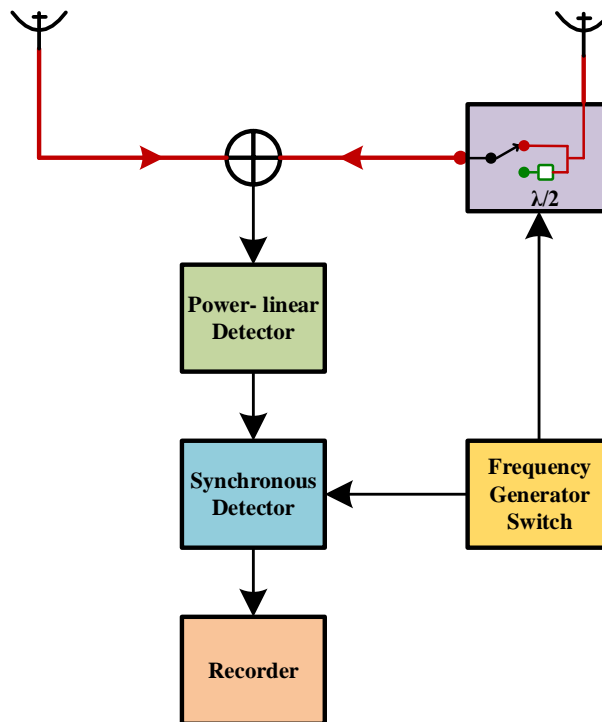 λ/2
Power- linear
Detector
Synchronous
Detector
Frequency
Generator
Switch
Recorder